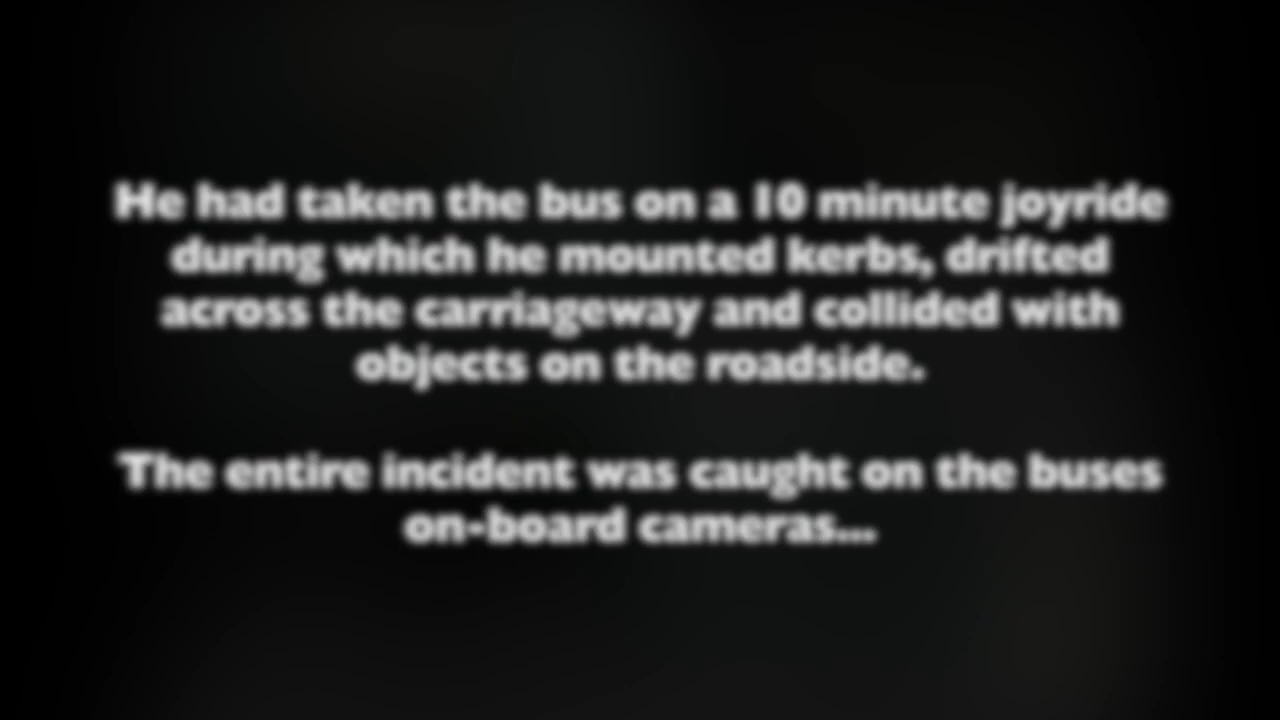 He had taken the bus on a 10 minute joyride
during which he mounted kerbs, drifted
across the carriageway and collided with
objects on the roadside.
The entire incident was caught on the buses
on-board cameras...